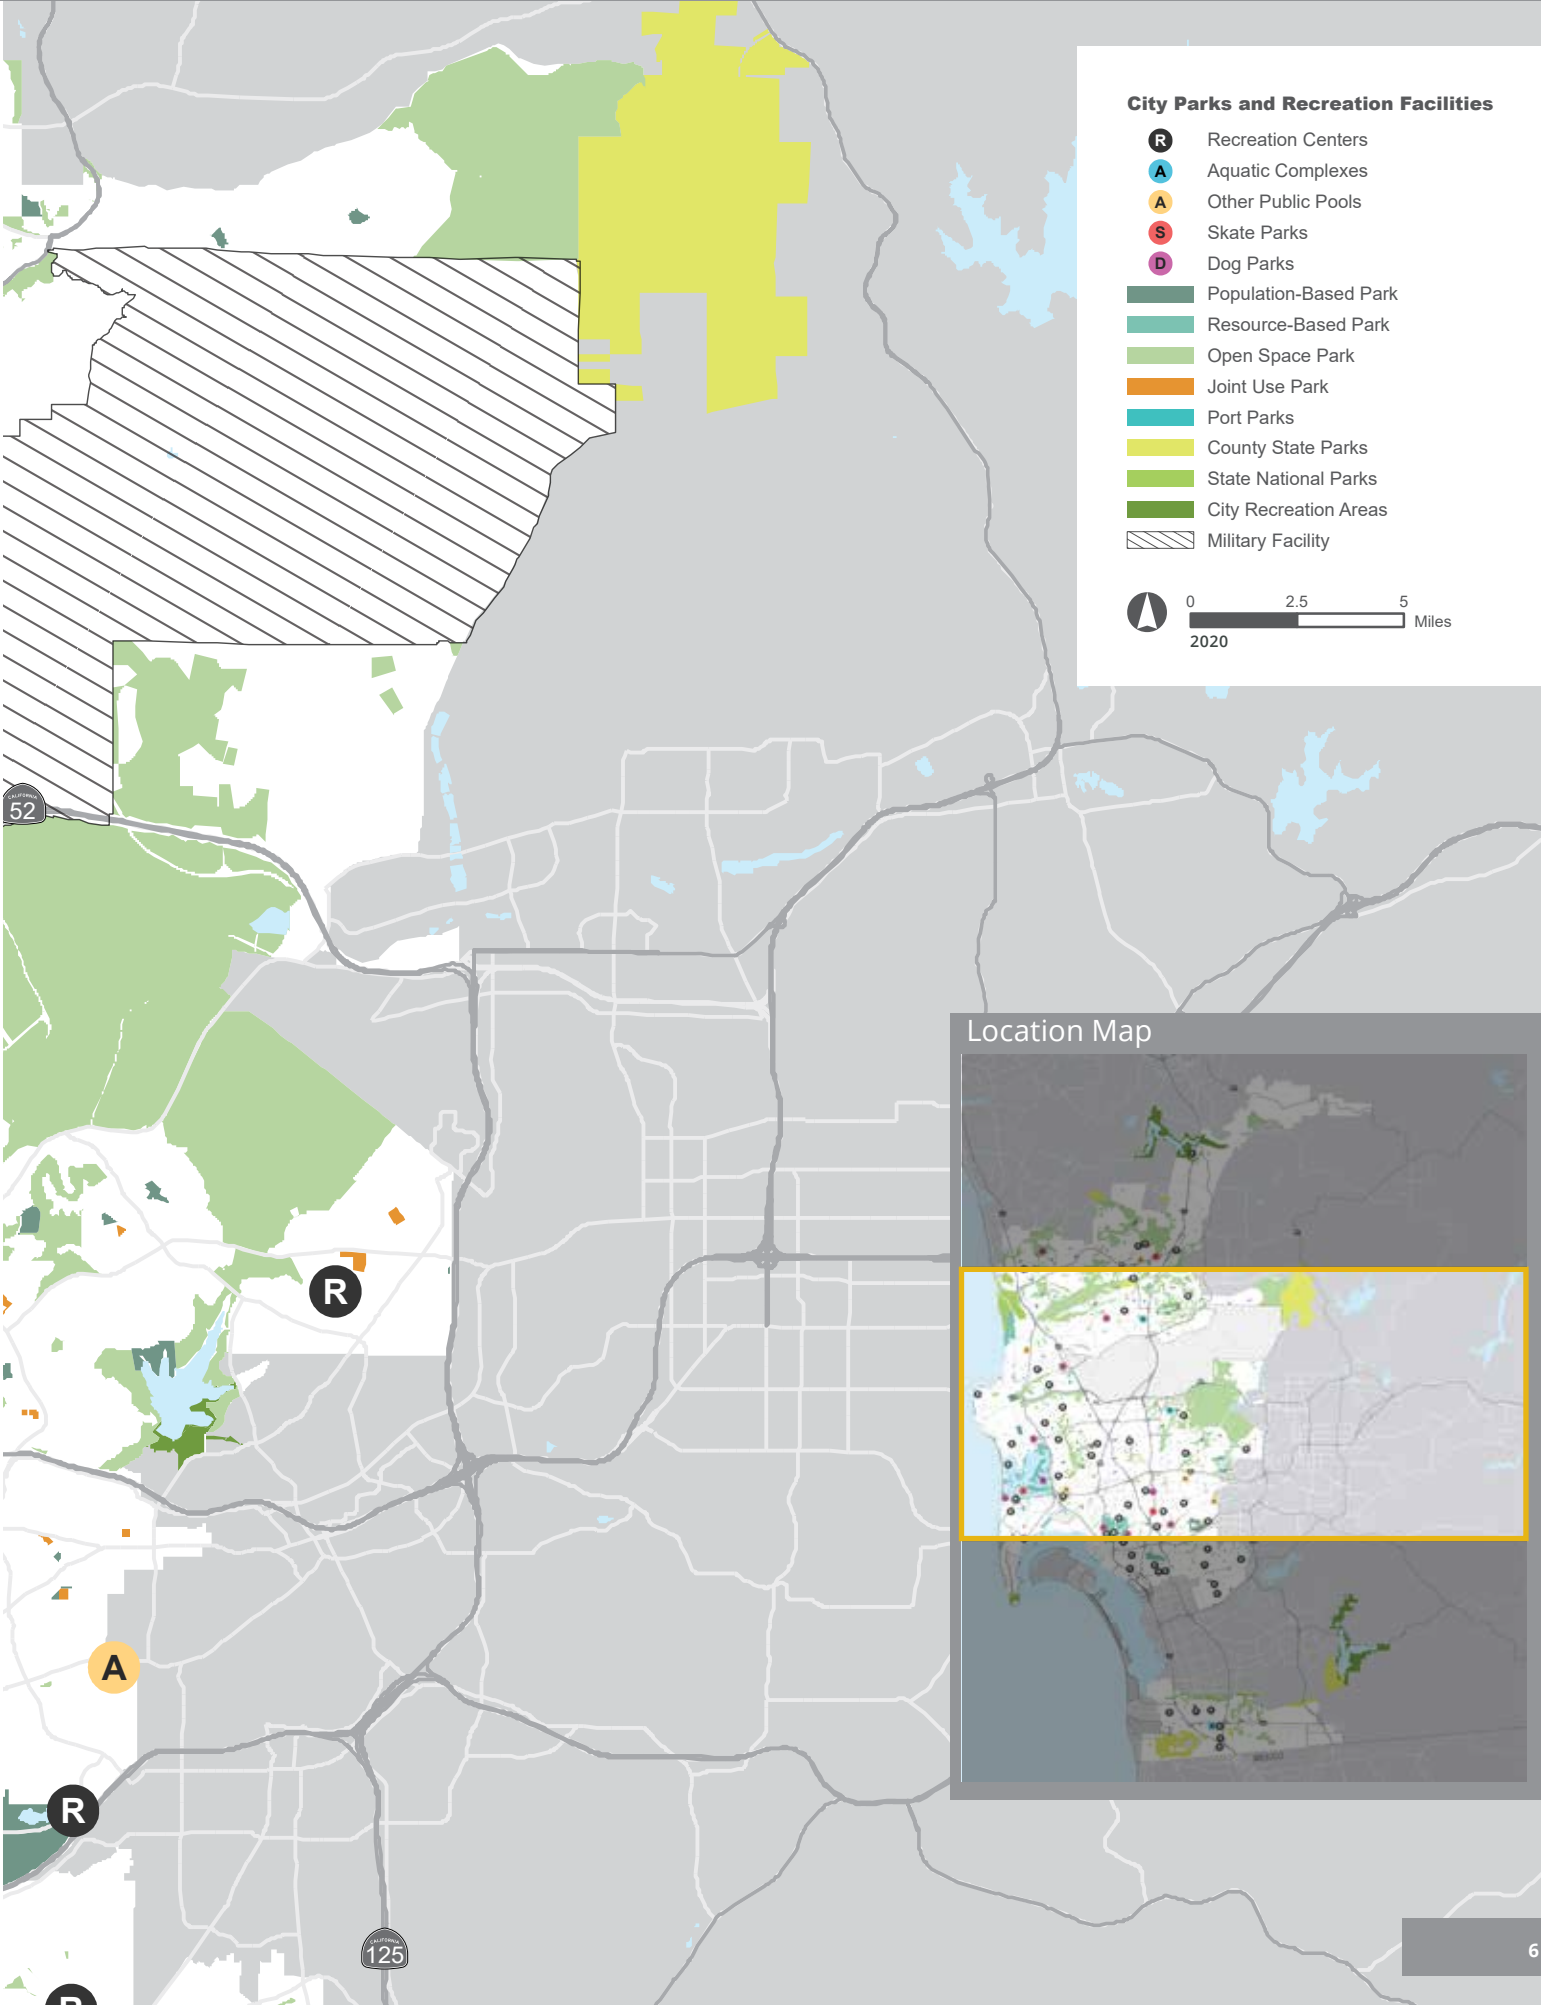 City Parks and Recreation Facilities
R Recreation Centers
A Aquatic Complexes
A Other Public Pools
S Skate Parks
D Dog Parks
Population-Based Park
Resource-Based Park
Open Space Park
Joint Use Park
Port Parks
County State Parks
State National Parks
City Recreation Areas
Military Facility
0 2.5 5
Miles
2020
CALIFORNIA
52
Location Map
R
A
R
CALIFORNIA
125
R
6